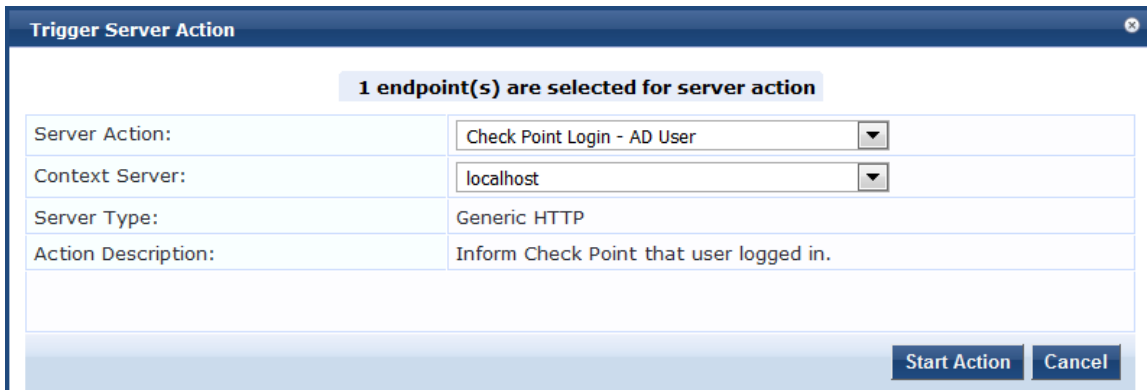 Trigger Server Action
1 endpoint(s) are selected for server action
Server Action: Check Point Login - AD User
Context Server: localhost
Server Type: Generic HTTP
Action Description: Inform Check Point that user logged in.
Start Action Cancel